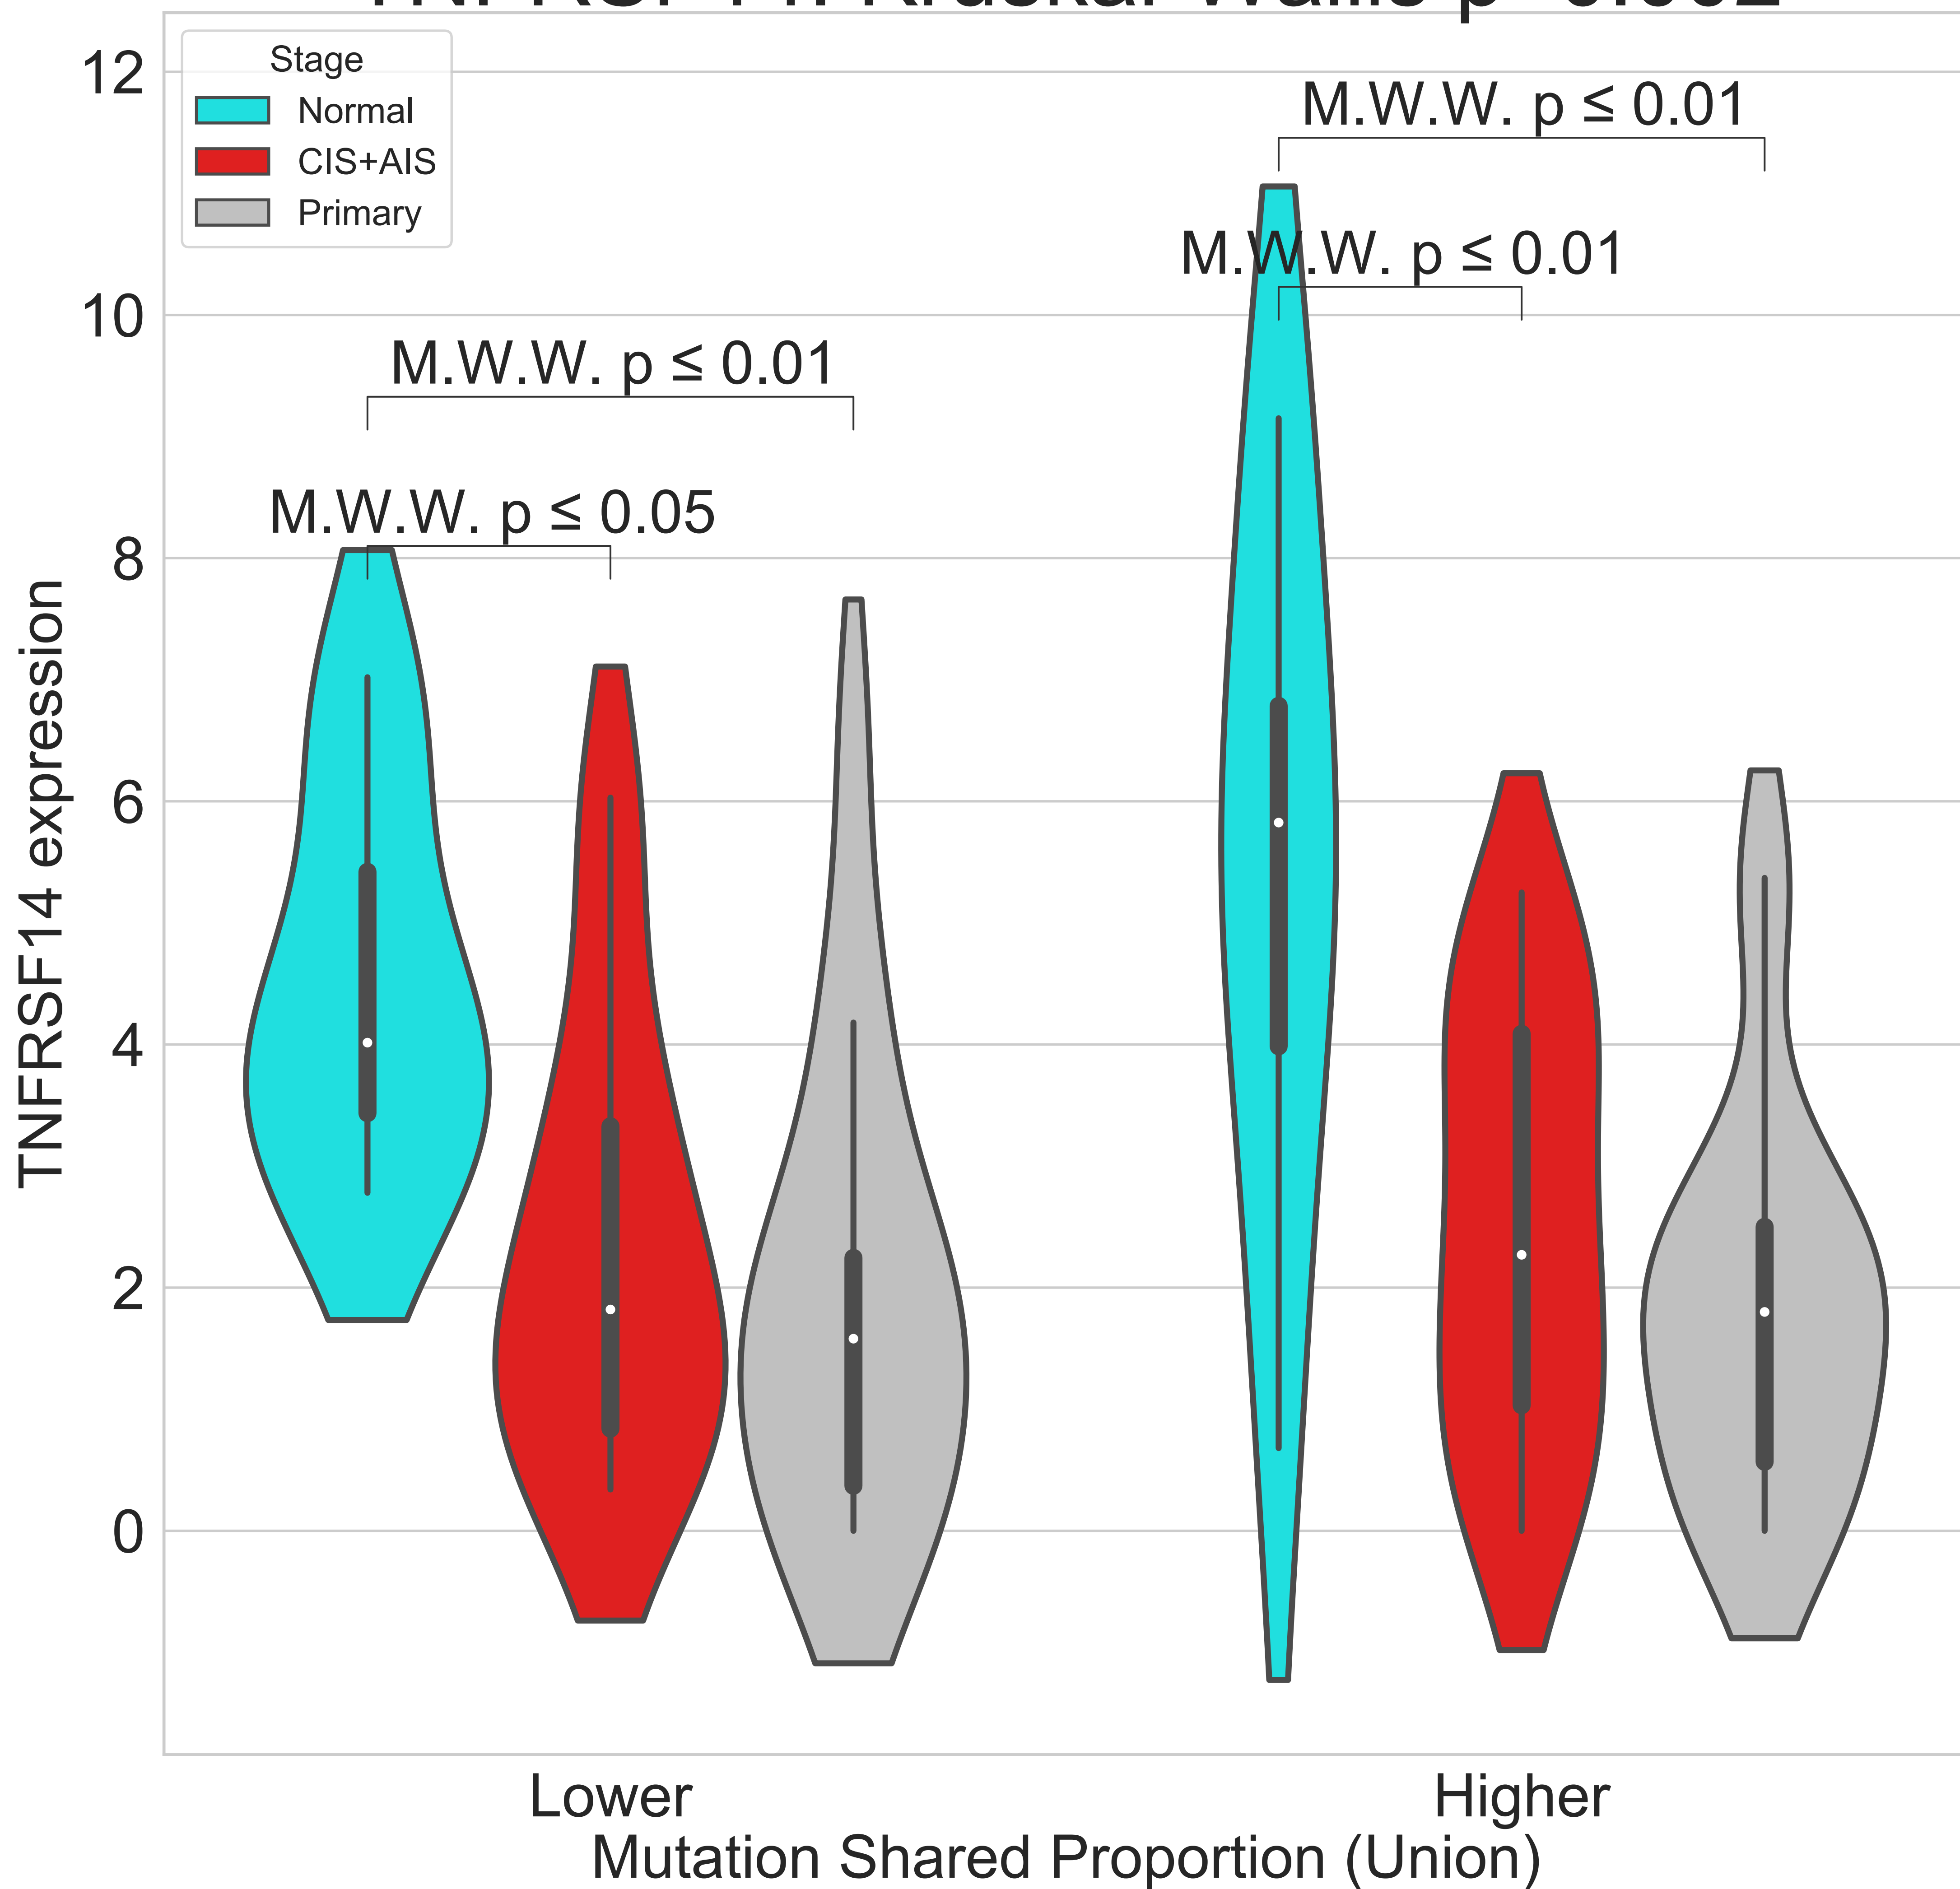 Stage
Normal
CIS+AIS
Primary
12
10
8
6
4
2
0
TNFRSF14 expression
M.W.W. p ≤ 0.01
M.W.W. p ≤ 0.01
M.W.W. p ≤ 0.01
M.W.W. p ≤ 0.05
Lower
Higher
Mutation Shared Proportion (Union)